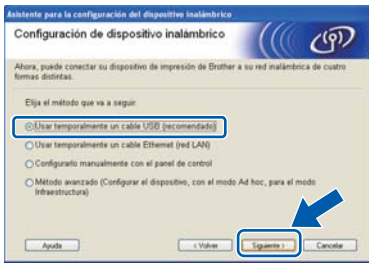 Asistente para la configuración del dispositivo inalámbrico
Configuración de dispositivo inalámbrico
Ahora, puede conectar su dispositivo de impresión de Brother a su red inalámbrica de cuatro
formas distintas.
Elija el método que va a seguir:
Usar temporalmente un cable USB (recomendado)
Usar temporalmente un cable Ethernet (red LAN)
Configurarlo manualmente con el panel de control
Método avanzado (Configurar el dispositivo, con el modo Ad hoc, para el modo
Infraestructura)
Ayuda
< Volver
Siguiente >
Cancelar